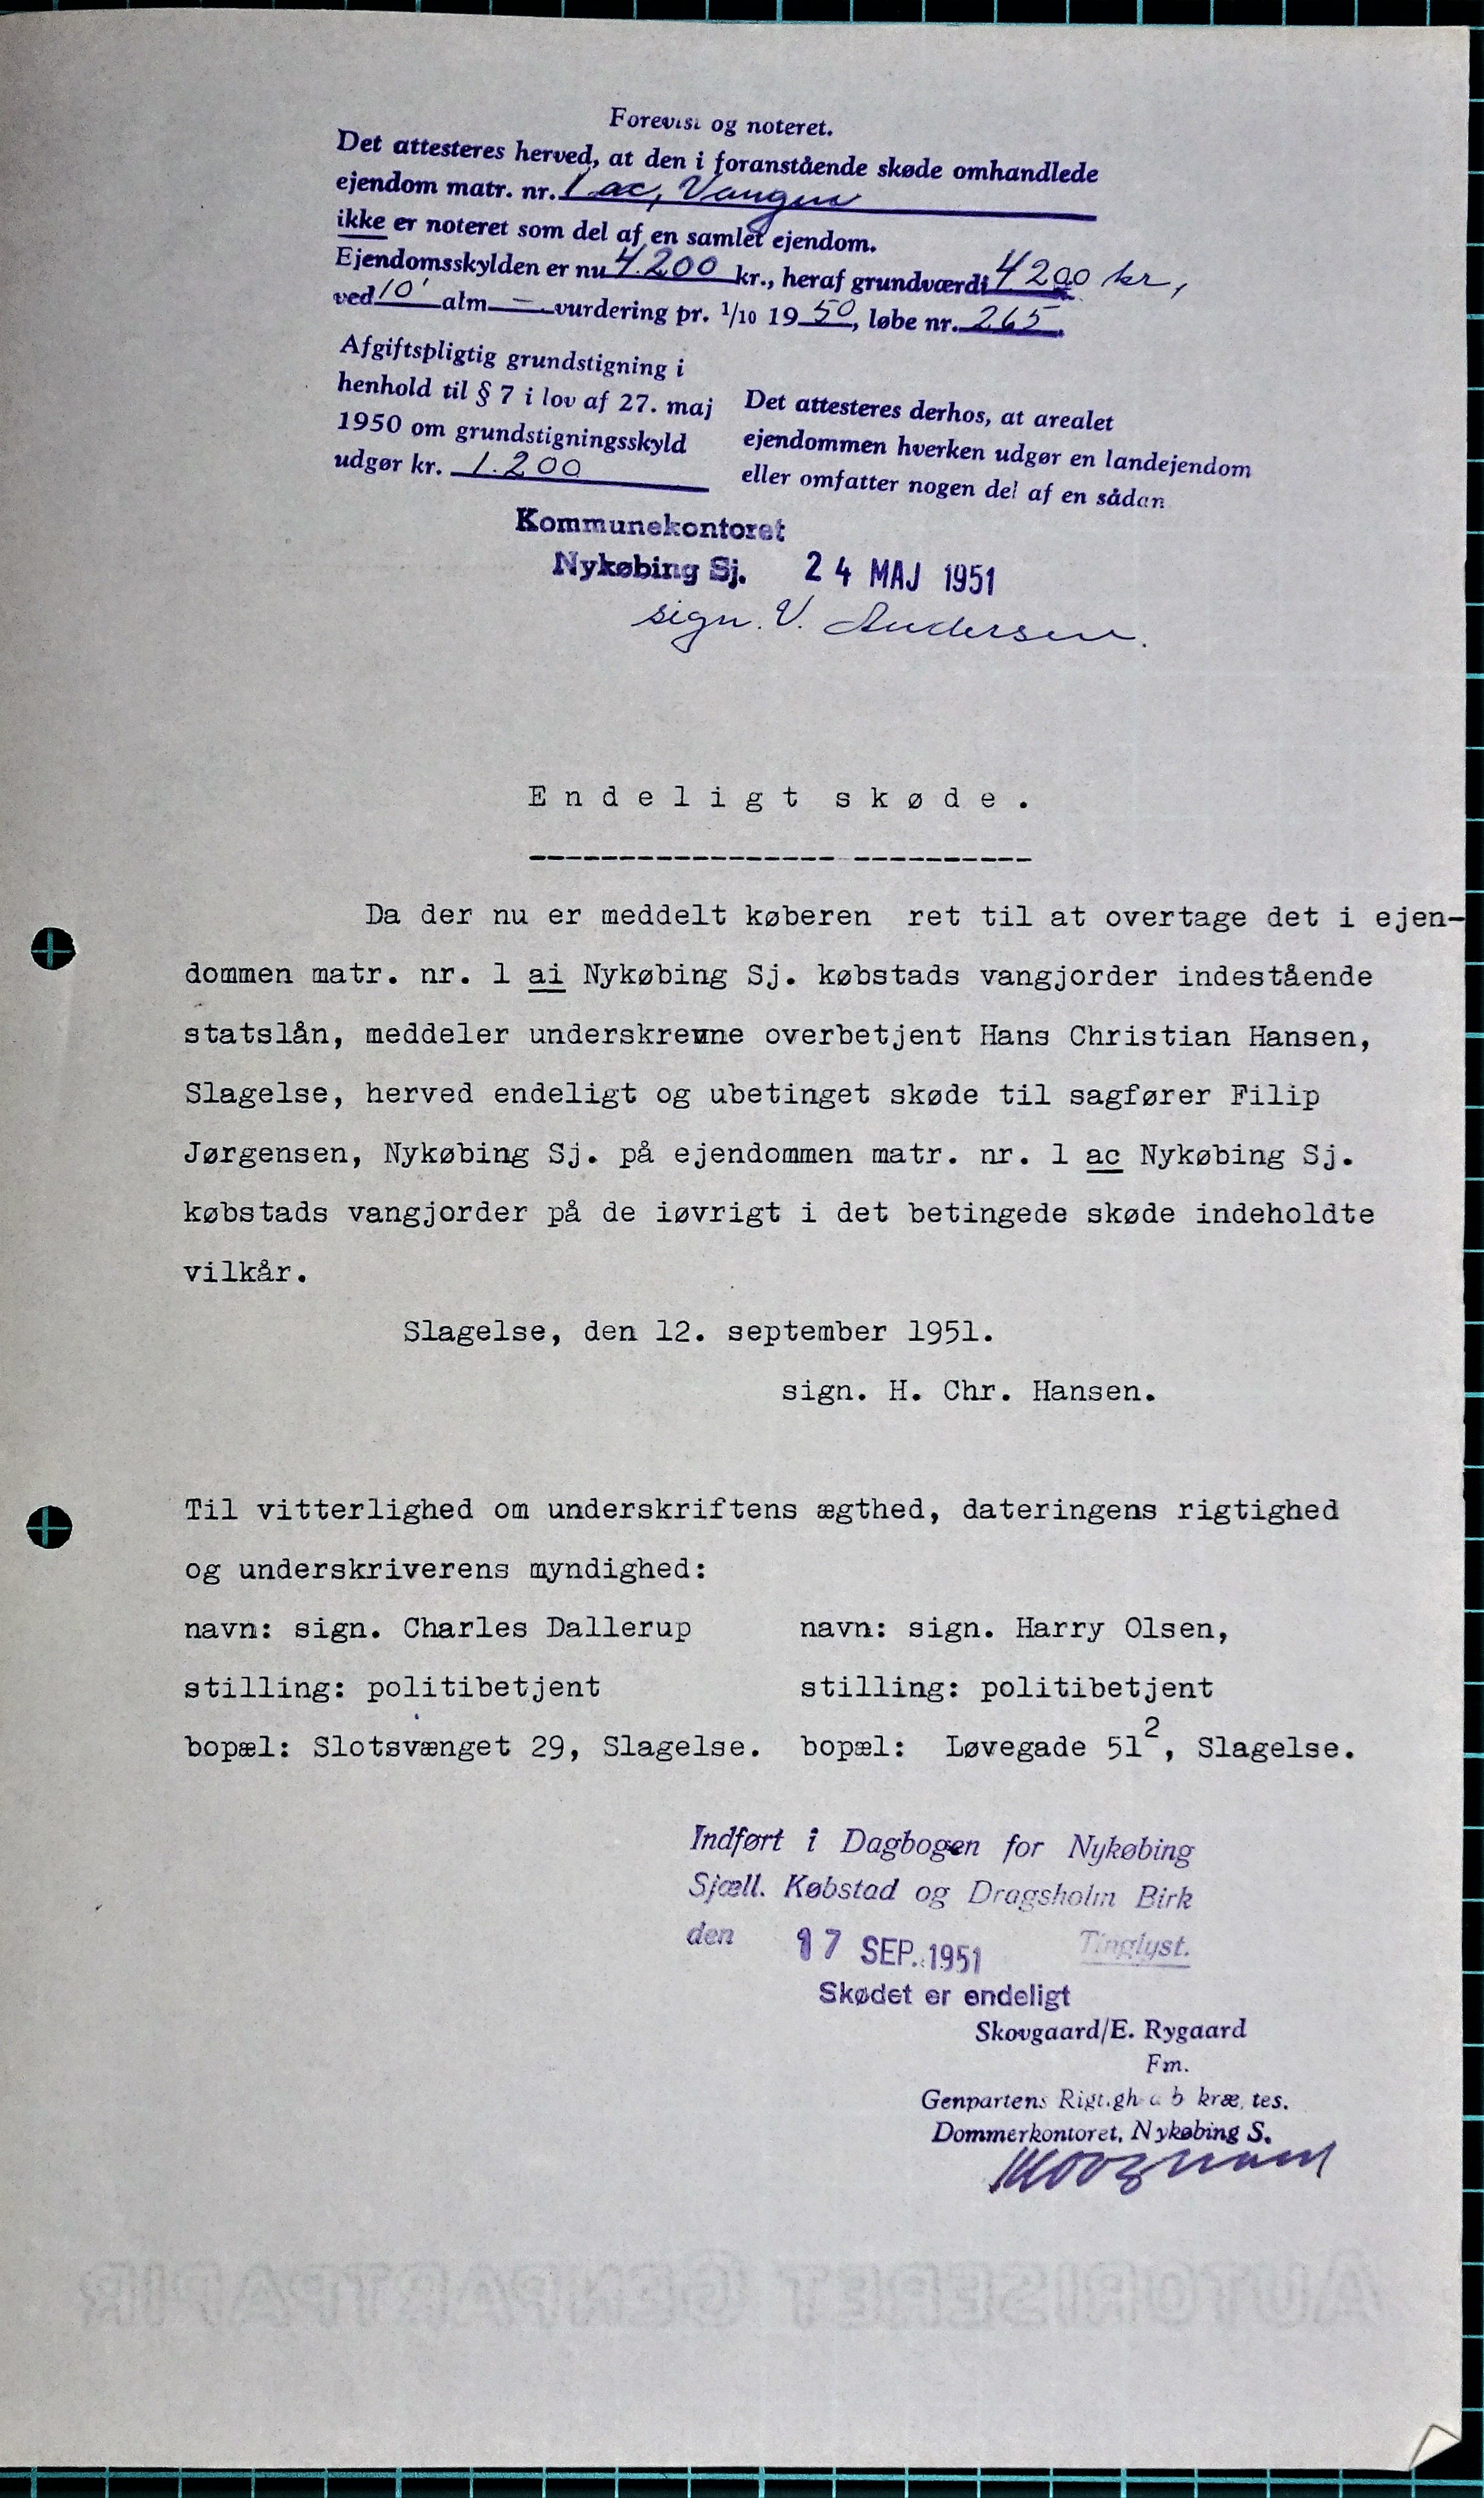 Forevist og noteret.
Det attesteres herved, at den i foranstående skøde omhandlede
ejendom matr. nr. 1 ac, Vangene
ikke er noteret som del af en samlet ejendom.
Ejendomsskylden er nu 4.200 kr., heraf grundværdi 4200 kr,
ved 10' alm — vurdering pr. 1/10 1950, løbe nr. 265.
Afgiftspligtig grundstigning i
henhold til § 7 i lov af 27. maj
1950 om grundstigningsskyld
udgør kr. 1.200
Det attesteres derhos, at arealet
ejendommen hverken udgør en landejendom
eller omfatter nogen del af en sådan
Kommunekontoret
Nykøbing Sj. 24 MAJ 1951
sign. V. Andersen.
Endeligt skøde.
----------------------------
Da der nu er meddelt køberen ret til at overtage det i ejen-
dommen matr. nr. 1 ai Nykøbing Sj. købstads vangjorder indestående
statslån, meddeler underskrevne overbetjent Hans Christian Hansen,
Slagelse, herved endeligt og ubetinget skøde til sagfører Filip
Jørgensen, Nykøbing Sj. på ejendommen matr. nr. 1 ac Nykøbing Sj.
købstads vangjorder på de iøvrigt i det betingede skøde indeholdte
vilkår.
Slagelse, den 12. september 1951.
sign. H. Chr. Hansen.
Til vitterlighed om underskriftens ægthed, dateringens rigtighed
og underskriverens myndighed:
navn: sign. Charles Dallerup navn: sign. Harry Olsen,
stilling: politibetjent stilling: politibetjent
bopæl: Slotsvænget 29, Slagelse. bopæl: Løvegade 51², Slagelse.
Indført i Dagbogen for Nykøbing
Sjæll. Købstad og Dragsholm Birk
den 17 SEP. 1951 Tinglyst.
Skødet er endeligt
Skovgaard/E. Rygaard
Fm.
Genpartens Rigtigh b kræ tes.
Dommerkontoret, Nykøbing S.
Skovgaard
AUTORISERET GENPARTPAPIR